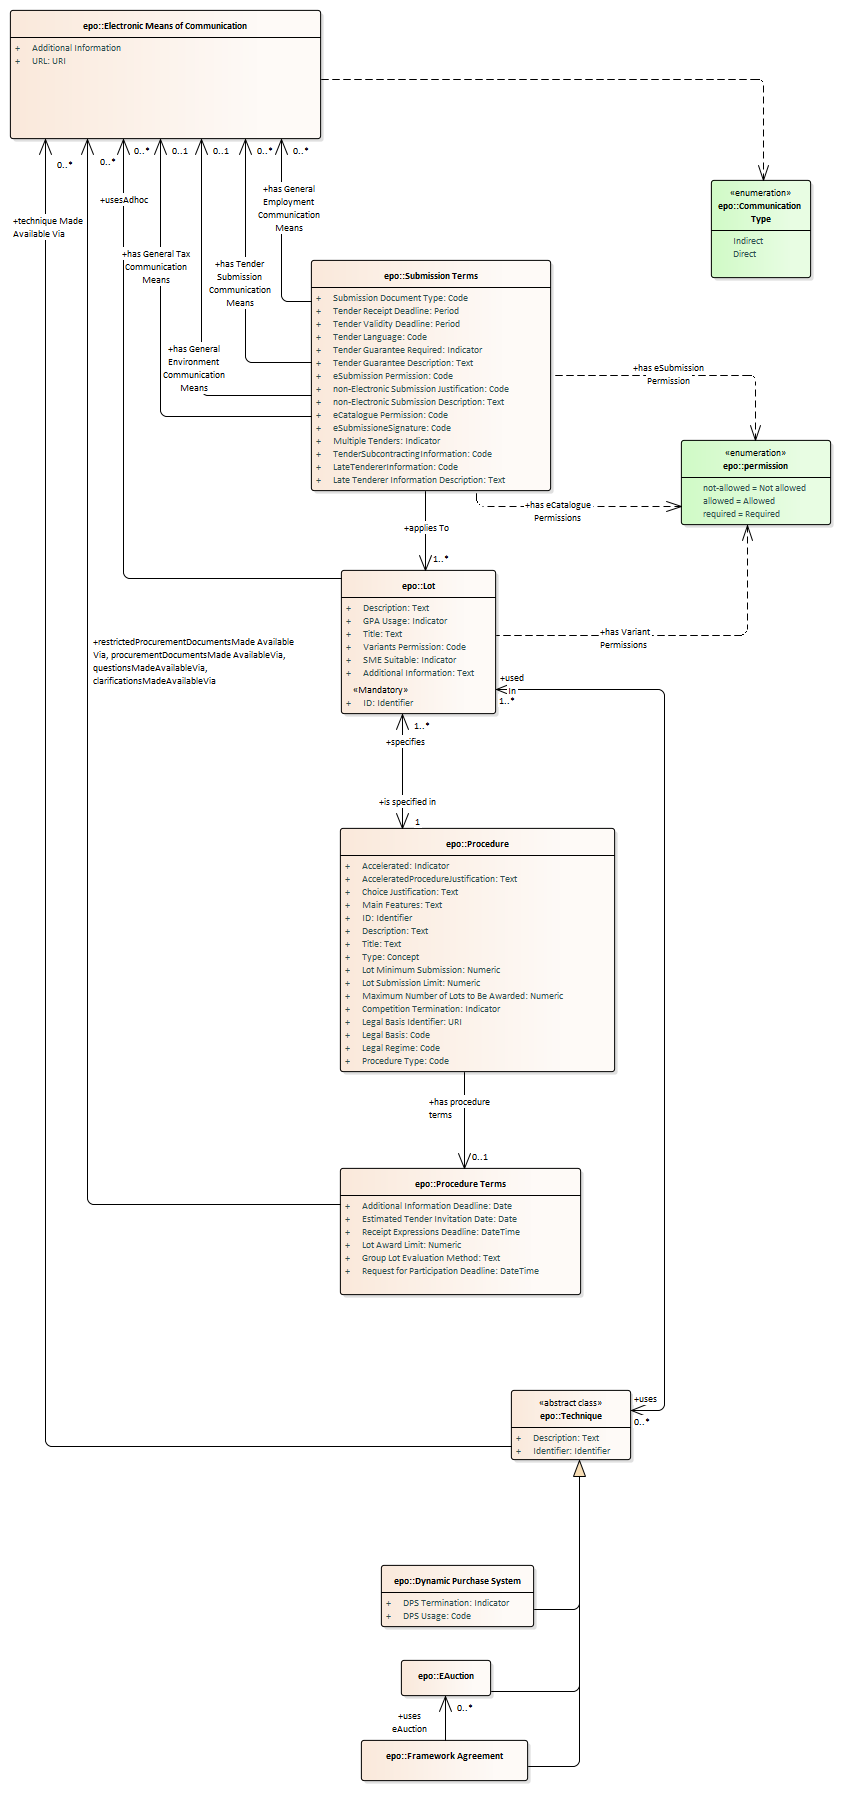 epo::Electronic Means of Communication
+ Additional Information
+ URL: URI
0..*
0..*
0..*
0..1
0..1
0..*
0..*
+technique Made
Available Via
+usesAdhoc
+has General Tax
Communication
Means
+has General
Environment
Communication
Means
+has Tender
Submission
Communication
Means
+has General
Employment
Communication
Means
«enumeration»
epo::Communication
Type
Indirect
Direct
epo::Submission Terms
+ Submission Document Type: Code
+ Tender Receipt Deadline: Period
+ Tender Validity Deadline: Period
+ Tender Language: Code
+ Tender Guarantee Required: Indicator
+ Tender Guarantee Description: Text
+ eSubmission Permission: Code
+ non-Electronic Submission Justification: Code
+ non-Electronic Submission Description: Text
+ eCatalogue Permission: Code
+ eSubmissioneSignature: Code
+ Multiple Tenders: Indicator
+ TenderSubcontractingInformation: Code
+ LateTendererInformation: Code
+ Late Tenderer Information Description: Text
+has eSubmission
Permission
«enumeration»
epo::permission
not-allowed = Not allowed
allowed = Allowed
required = Required
+has eCatalogue
Permissions
+applies To
1..*
epo::Lot
+ Description: Text
+ GPA Usage: Indicator
+ Title: Text
+ Variants Permission: Code
+ SME Suitable: Indicator
+ Additional Information: Text
«Mandatory»
+ ID: Identifier
+has Variant
Permissions
+used
In
1..*
+restrictedProcurementDocumentsMade Available
Via, procurementDocumentsMade AvailableVia,
questionsMadeAvailableVia,
clarificationsMadeAvailableVia
1..*
+specifies
+is specified in
1
epo::Procedure
+ Accelerated: Indicator
+ AcceleratedProcedureJustification: Text
+ Choice Justification: Text
+ Main Features: Text
+ ID: Identifier
+ Description: Text
+ Title: Text
+ Type: Concept
+ Lot Minimum Submission: Numeric
+ Lot Submission Limit: Numeric
+ Maximum Number of Lots to Be Awarded: Numeric
+ Competition Termination: Indicator
+ Legal Basis Identifier: URI
+ Legal Basis: Code
+ Legal Regime: Code
+ Procedure Type: Code
+has procedure
terms
0..1
epo::Procedure Terms
+ Additional Information Deadline: Date
+ Estimated Tender Invitation Date: Date
+ Receipt Expressions Deadline: DateTime
+ Lot Award Limit: Numeric
+ Group Lot Evaluation Method: Text
+ Request for Participation Deadline: DateTime
«abstract class»
epo::Technique
+ Description: Text
+ Identifier: Identifier
+uses
0..*
epo::Dynamic Purchase System
+ DPS Termination: Indicator
+ DPS Usage: Code
epo::EAuction
+uses
eAuction
0..*
epo::Framework Agreement